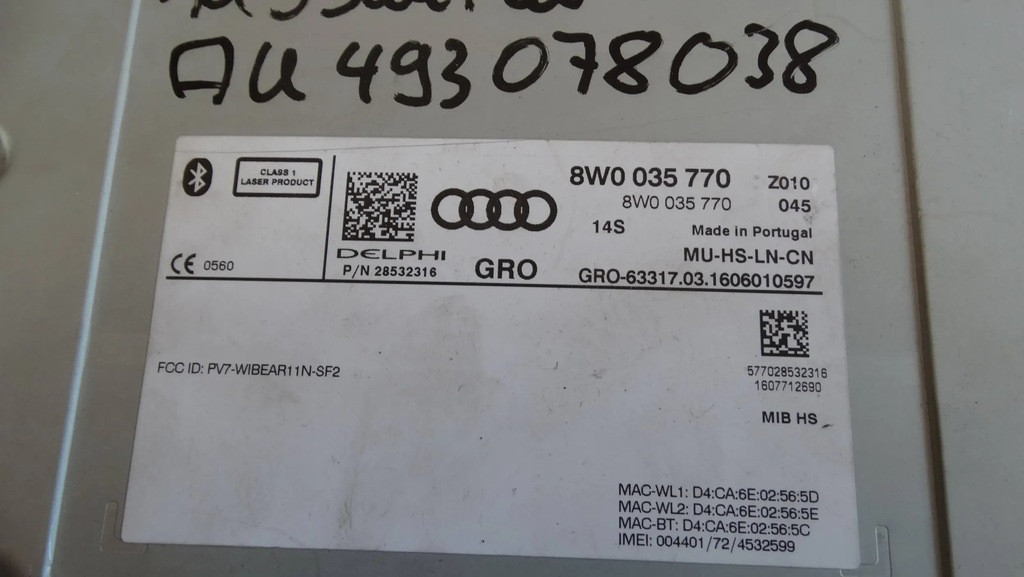 AU 493078038
CLASS 1
LASER PRODUCT
8W0 035 770 Z010
8W0 035 770 045
14S Made in Portugal
DELPHI
MU-HS-LN-CN
CE 0560
P/N 28532316
GRO
GRO-63317.03.1606010597
FCC ID: PV7-WIBEAR11N-SF2
577028532316
1607712690
MIB HS
MAC-WL1: D4:CA:6E:02:56:5D
MAC-WL2: D4:CA:6E:02:56:5E
MAC-BT: D4:CA:6E:02:56:5C
IMEI: 004401/72/4532599